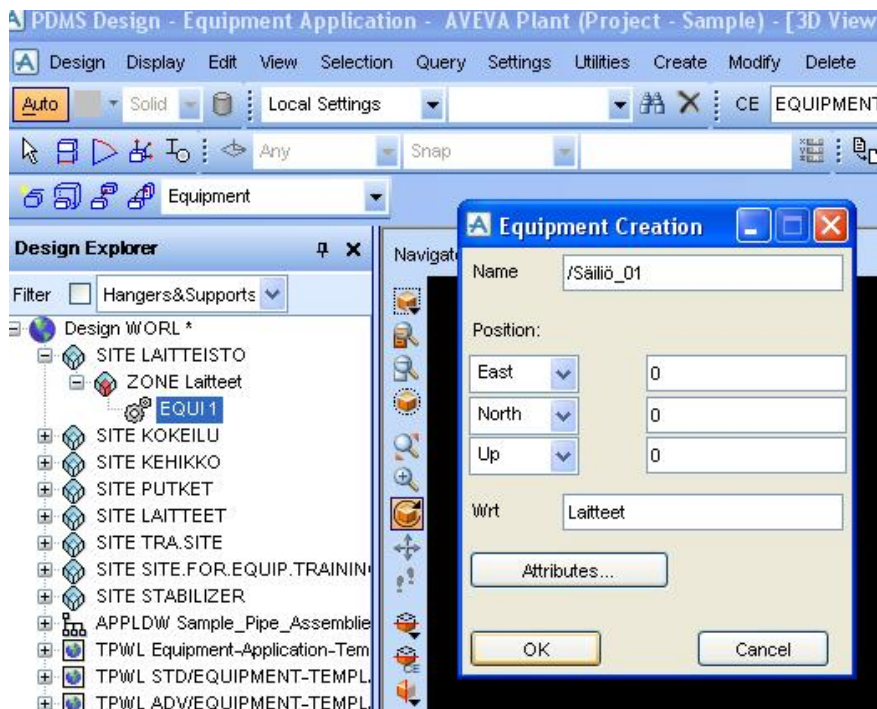 PDMS Design - Equipment Application - AVEVA Plant (Project - Sample) - [3D View
Design Display Edit View Selection Query Settings Utilities Create Modify Delete
Auto Solid Local Settings CE EQUIPMENT
Any Snap
Equipment
Design Explorer
Filter Hangers&Supports
Design WORL *
SITE LAITTEISTO
ZONE Laitteet
EQUI 1
SITE KOKEILU
SITE KEHIKKO
SITE PUTKET
SITE LAITTEET
SITE TRA.SITE
SITE SITE.FOR.EQUIP.TRAININ
SITE STABILIZER
APPLDW Sample_Pipe_Assemblie
TPWL Equipment-Application-Tem
TPWL STD/EQUIPMENT-TEMPL
TPWL ADV/EQUIPMENT-TEMPL
Navigate
Equipment Creation
Name /Säiliö_01
Position:
East 0
North 0
Up 0
Wrt Laitteet
Attributes...
OK Cancel